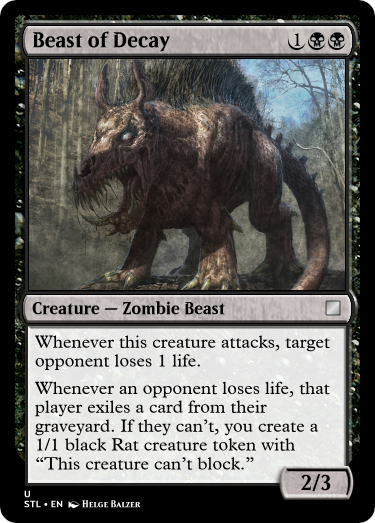 Beast of Decay 1
Creature — Zombie Beast
Whenever this creature attacks, target
opponent loses 1 life.
Whenever an opponent loses life, that
player exiles a card from their
graveyard. If they can't, you create a
1/1 black Rat creature token with
“This creature can't block.”
2/3
U
STL • EN Helge Balzer